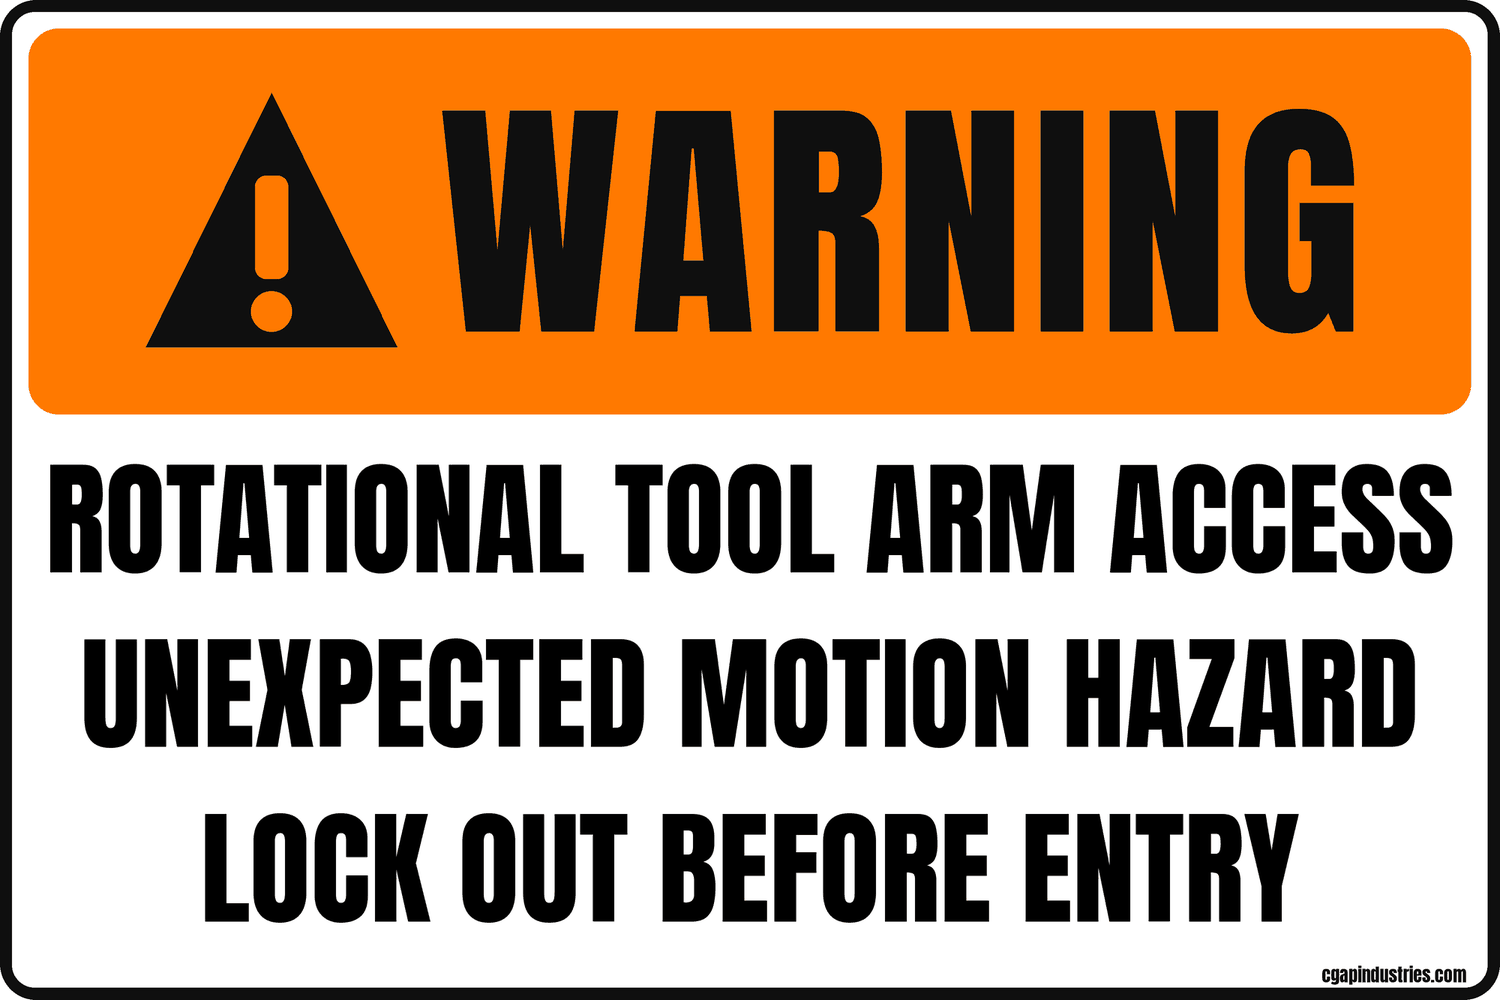 WARNING
ROTATIONAL TOOL ARM ACCESS
UNEXPECTED MOTION HAZARD
LOCK OUT BEFORE ENTRY
cgapindustries.com